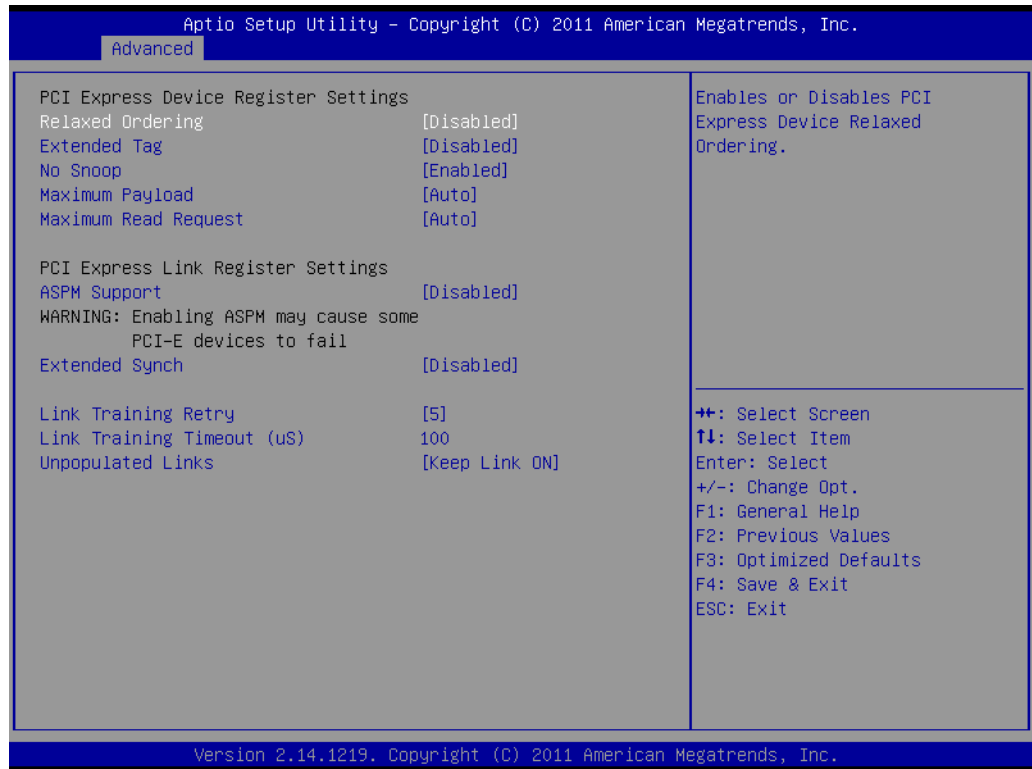 Aptio Setup Utility – Copyright (C) 2011 American Megatrends, Inc.
Advanced
PCI Express Device Register Settings
Relaxed Ordering [Disabled]
Extended Tag [Disabled]
No Snoop [Enabled]
Maximum Payload [Auto]
Maximum Read Request [Auto]
PCI Express Link Register Settings
ASPM Support [Disabled]
WARNING: Enabling ASPM may cause some
PCI-E devices to fail
Extended Synch [Disabled]
Link Training Retry [5]
Link Training Timeout (uS) 100
Unpopulated Links [Keep Link ON]
Enables or Disables PCI
Express Device Relaxed
Ordering.
→←: Select Screen
↑↓: Select Item
Enter: Select
+/-: Change Opt.
F1: General Help
F2: Previous Values
F3: Optimized Defaults
F4: Save & Exit
ESC: Exit
Version 2.14.1219. Copyright (C) 2011 American Megatrends, Inc.